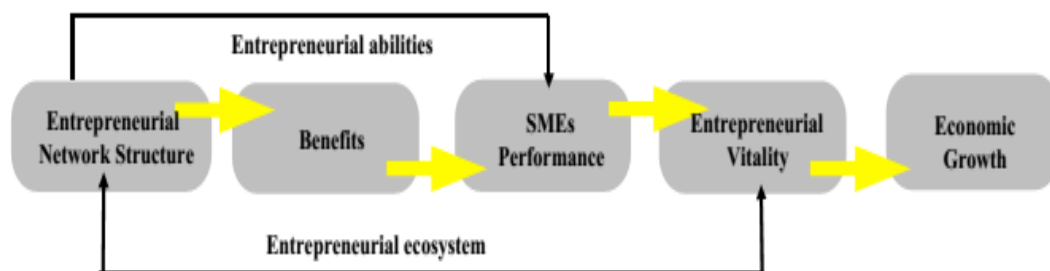 Entrepreneurial abilities
Entrepreneurial
Network Structure
Benefits
SMEs
Performance
Entrepreneurial
Vitality
Economic
Growth
Entrepreneurial ecosystem